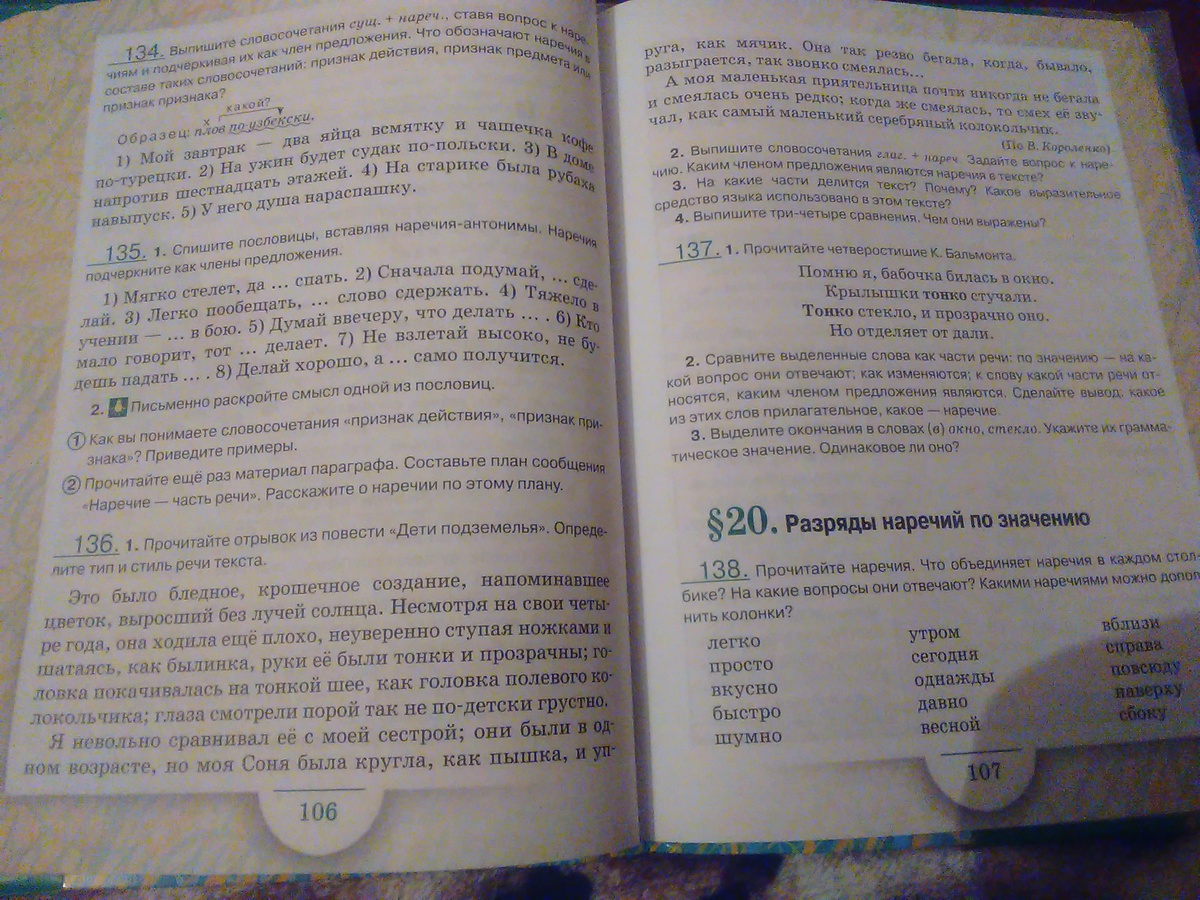 134. Выпишите словосочетания сущ. + нареч., ставя вопрос к наре-
чиям и подчёркивая их как член предложения. Что обозначают наречия в
составе таких словосочетаний: признак действия, признак предмета или
признак признака?
какой?
х
Образец: плов по-узбекски.
1) Мой завтрак — два яйца всмятку и чашечка кофе
по-турецки. 2) На ужин будет судак по-польски. 3) В доме
напротив шестнадцать этажей. 4) На старике была рубаха
навыпуск. 5) У него душа нараспашку.
135. 1. Спишите пословицы, вставляя наречия-антонимы. Наречия
подчеркните как члены предложения.
1) Мягко стелет, да ... спать. 2) Сначала подумай, ... сде-
лай. 3) Легко пообещать, ... слово сдержать. 4) Тяжело в
учении — ... в бою. 5) Думай ввечеру, что делать ... . 6) Кто
мало говорит, тот ... делает. 7) Не взлетай высоко, не бу-
дешь падать ... . 8) Делай хорошо, а ... само получится.
2. Письменно раскройте смысл одной из пословиц.
1 Как вы понимаете словосочетания «признак действия», «признак при-
знака»? Приведите примеры.
2 Прочитайте ещё раз материал параграфа. Составьте план сообщения
«Наречие — часть речи». Расскажите о наречии по этому плану.
136. 1. Прочитайте отрывок из повести «Дети подземелья». Опреде-
лите тип и стиль речи текста.
Это было бледное, крошечное создание, напоминавшее
цветок, выросший без лучей солнца. Несмотря на свои четы-
ре года, она ходила ещё плохо, неуверенно ступая ножками и
шатаясь, как былинка, руки её были тонки и прозрачны; го-
ловка покачивалась на тонкой шее, как головка полевого ко-
локольчика; глаза смотрели порой так не по-детски грустно.
Я невольно сравнивал её с моей сестрой; они были в од-
ном возрасте, но моя Соня была кругла, как пышка, и уп-
106
руга, как мячик. Она так резво бегала, когда, бывало,
разыграется, так звонко смеялась...
А моя маленькая приятельница почти никогда не бегала
и смеялась очень редко; когда же смеялась, то смех её зву-
чал, как самый маленький серебряный колокольчик.
(По В. Короленко)
2. Выпишите словосочетания глаг. + нареч. Задайте вопрос к наре-
чию. Каким членом предложения являются наречия в тексте?
3. На какие части делится текст? Почему? Какое выразительное
средство языка использовано в этом тексте?
4. Выпишите три-четыре сравнения. Чем они выражены?
137. 1. Прочитайте четверостишие К. Бальмонта.
Помню я, бабочка билась в окно.
Крылышки тонко стучали.
Тонко стекло, и прозрачно оно.
Но отделяет от дали.
2. Сравните выделенные слова как части речи: по значению — на ка-
кой вопрос они отвечают; как изменяются; к слову какой части речи от-
носятся, каким членом предложения являются. Сделайте вывод: какое
из этих слов прилагательное, какое — наречие.
3. Выделите окончания в словах (в) окно, стекло. Укажите их грамма-
тическое значение. Одинаковое ли оно?
§20. Разряды наречий по значению
138. Прочитайте наречия. Что объединяет наречия в каждом стол-
бике? На какие вопросы они отвечают? Какими наречиями можно допол-
нить колонки?
легко утром вблизи
просто сегодня справа
вкусно однажды повсюду
быстро давно наверху
шумно весной сбоку
107